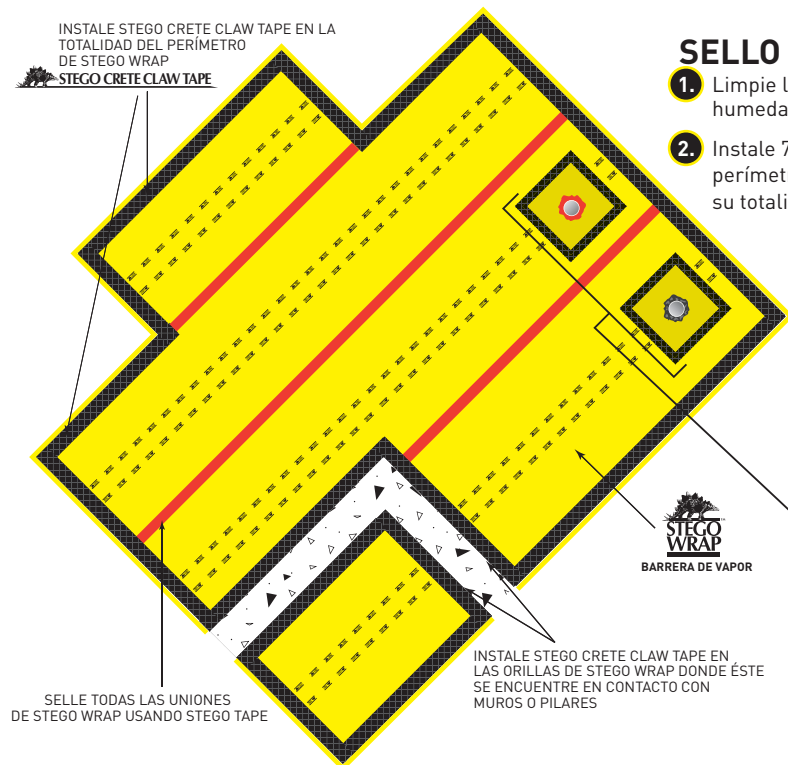 INSTALE STEGO CRETE CLAW TAPE EN LA
TOTALIDAD DEL PERÍMETRO
DE STEGO WRAP
STEGO CRETE CLAW TAPE
SELLO
1. Limpie l
humeda
2. Instale 7
perímet
su totali
STEGO
WRAP
BARRERA DE VAPOR
INSTALE STEGO CRETE CLAW TAPE EN
LAS ORILLAS DE STEGO WRAP DONDE ÉSTE
SE ENCUENTRE EN CONTACTO CON
MUROS O PILARES
SELLE TODAS LAS UNIONES
DE STEGO WRAP USANDO STEGO TAPE